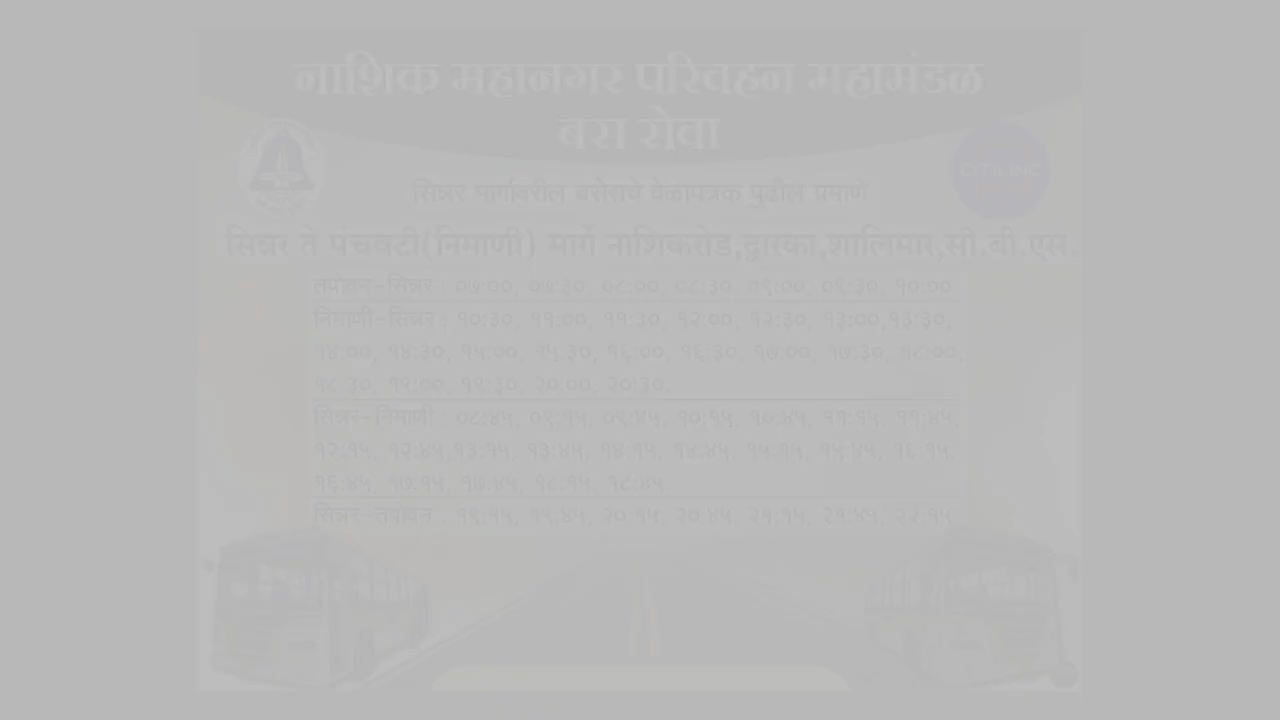 नाशिक महानगर परिवहन महामंडळ
बस सेवा
CITILINC
सिन्नर मार्गावरील बसेसचे वेळापत्रक पुढील प्रमाणे
सिन्नर ते पंचवटी(निमाणी) मार्गे नाशिकरोड,द्वारका,शालिमार,सी.बी.एस.
तपोवन-सिन्नर : ०७:००, ०७:३०, ०८:००, ०८:३०, ०९:००, ०९:३०, १०:००
निमाणी-सिन्नर : १०:३०, ११:००, ११:३०, १२:००, १२:३०, १३:००,१३:३०,
१४:००, १४:३०, १५:००, १५:३०, १६:००, १६:३०, १७:००, १७:३०, १८:००,
१८:३०, १९:००, १९:३०, २०:००, २०:३०,
सिन्नर-निमाणी : ०८:४५, ०९:१५, ०९:४५, १०:१५, १०:४५, ११:१५, ११:४५,
१२:१५, १२:४५,१३:१५, १३:४५, १४:१५, १४:४५, १५:१५, १५:४५, १६:१५,
१६:४५, १७:१५, १७:४५, १८:१५, १८:४५
सिन्नर-तपोवन : १९:१५, १९:४५, २०:१५, २०:४५, २१:१५, २१:४५, २२:१५